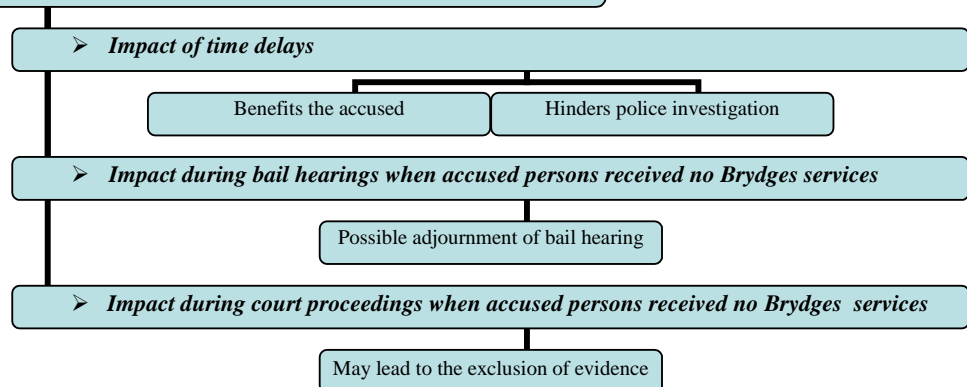 ➢ Impact of time delays
Benefits the accused
Hinders police investigation
➢ Impact during bail hearings when accused persons received no Brydges services
Possible adjournment of bail hearing
➢ Impact during court proceedings when accused persons received no Brydges services
May lead to the exclusion of evidence